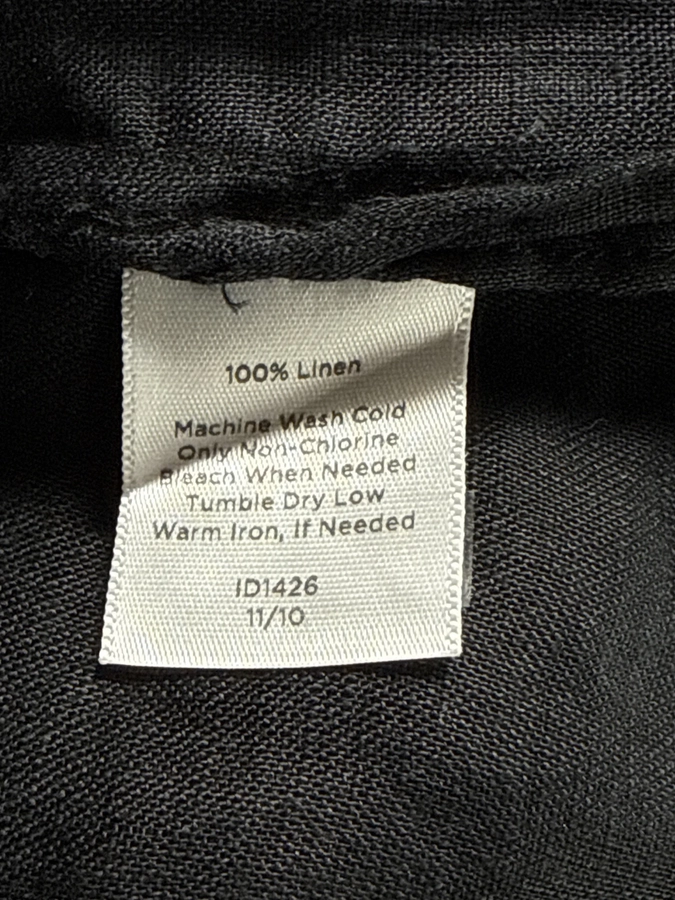 100% Linen
Machine Wash Cold
Only Non-Chlorine
Bleach When Needed
Tumble Dry Low
Warm Iron, If Needed
ID1426
11/10